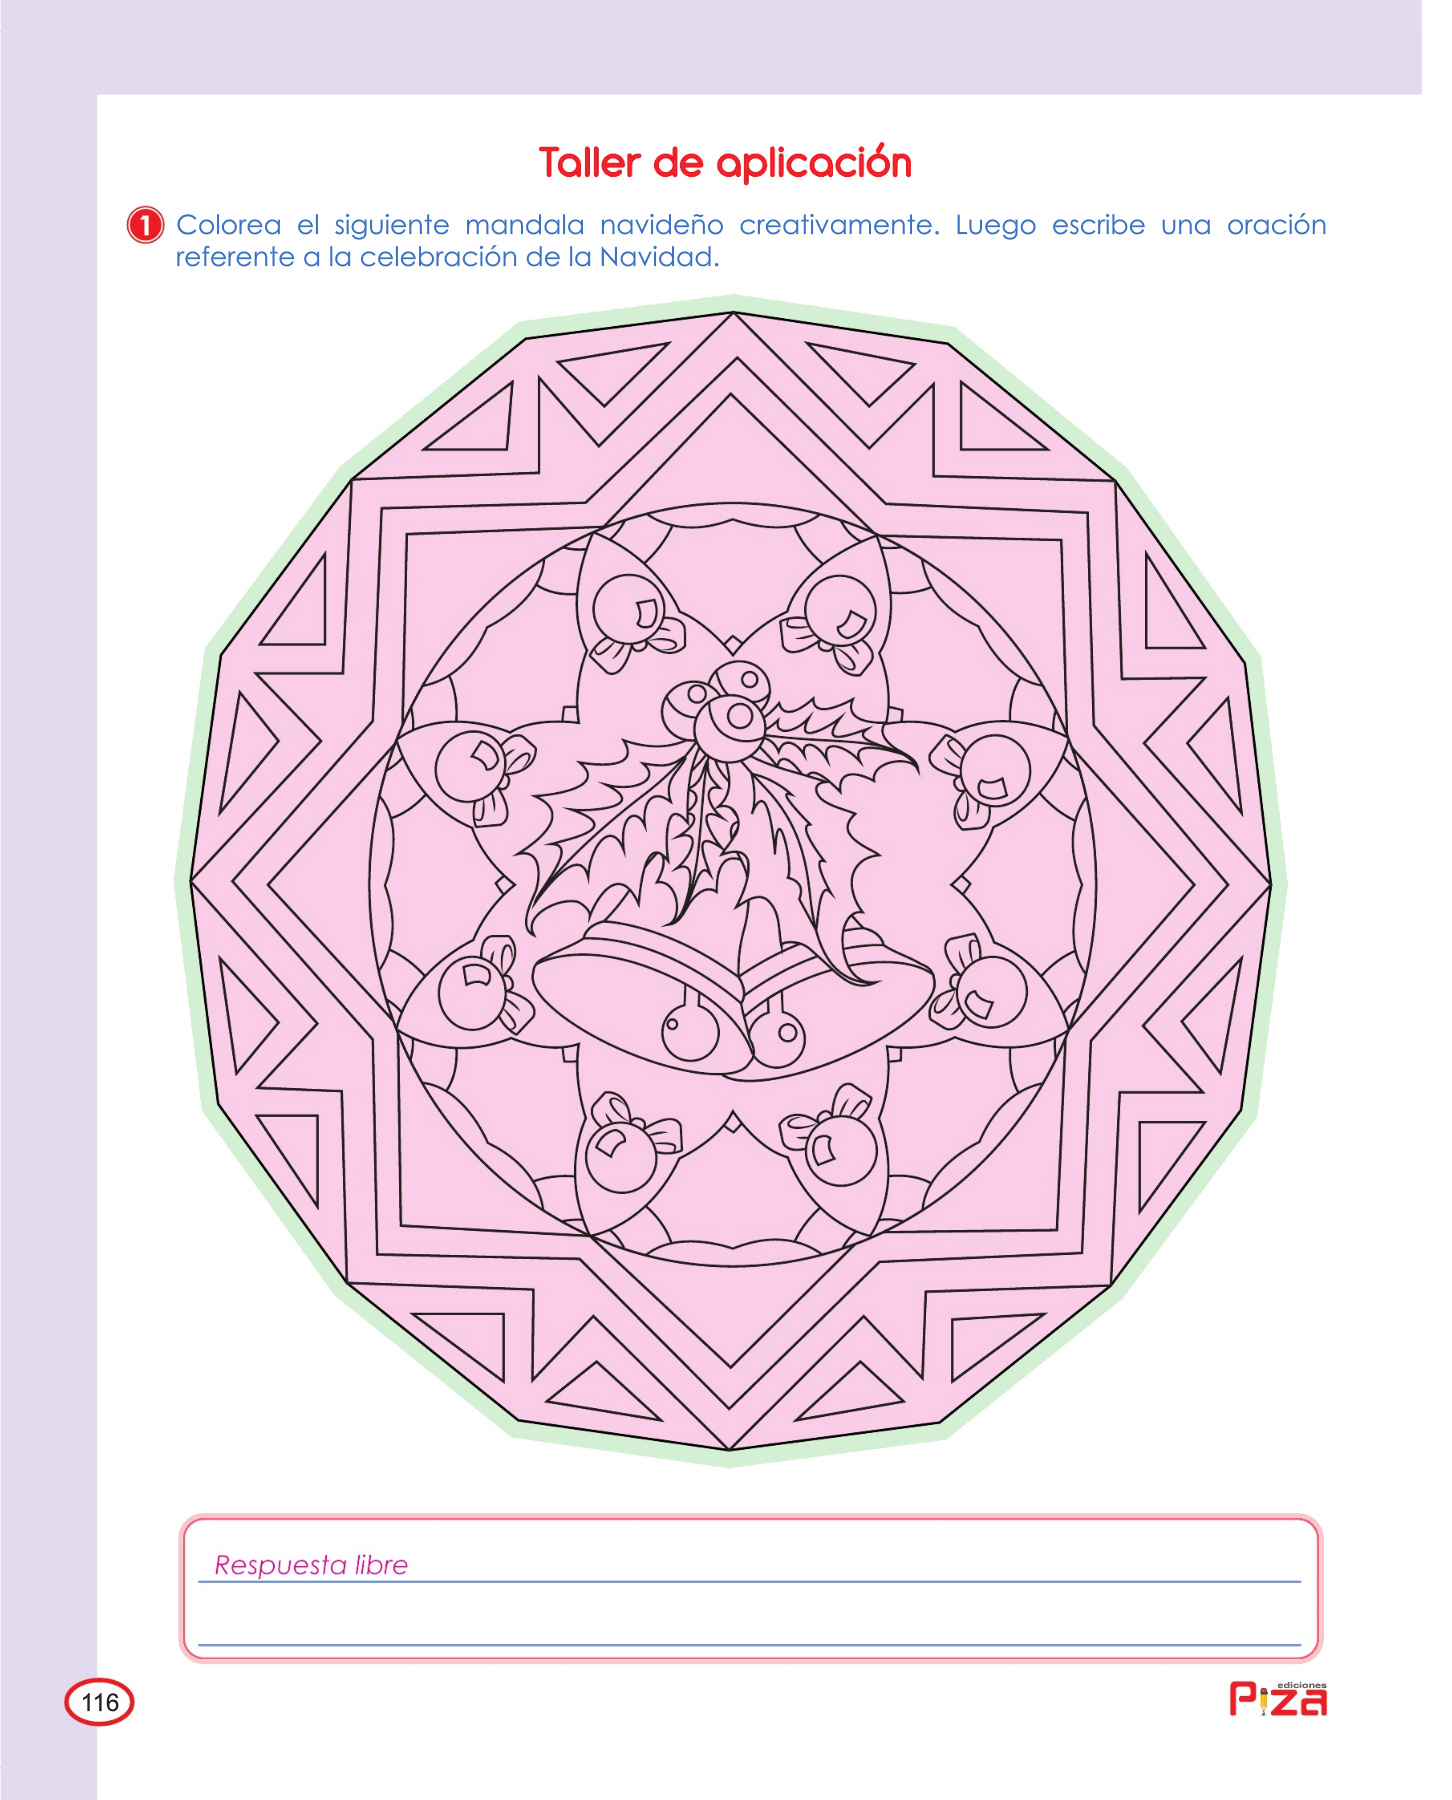 Taller de aplicación
1 Colorea el siguiente mandala navideño creativamente. Luego escribe una oración
referente a la celebración de la Navidad.
Respuesta libre
116
ediciones
Piza